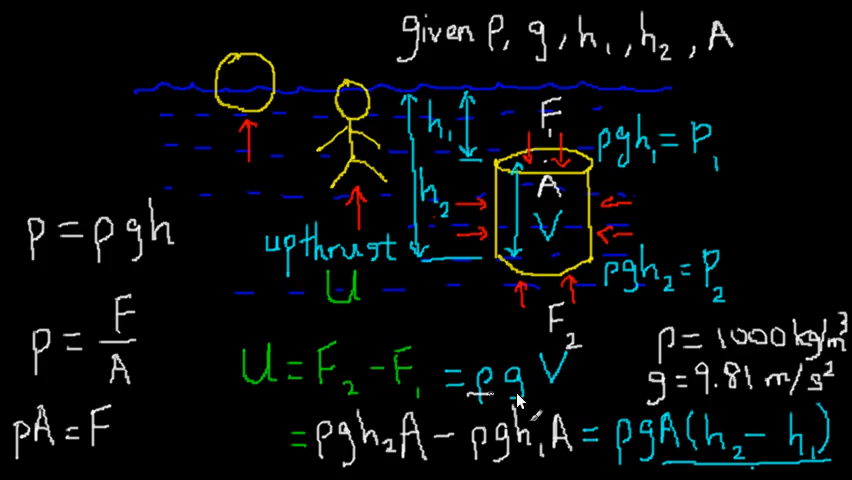 given ρ, g, h₁, h₂, A
h₁
F₁
ρgh₁ = P₁
A
h₂
V
p = ρgh
upthrust
U
ρgh₂ = P₂
F₂
p = F/A
ρ = 1000 kg/m³
U = F₂ - F₁ = ρg V
g = 9.81 m/s²
pA = F
= ρgh₂A - ρgh₁A = ρgA(h₂ - h₁)